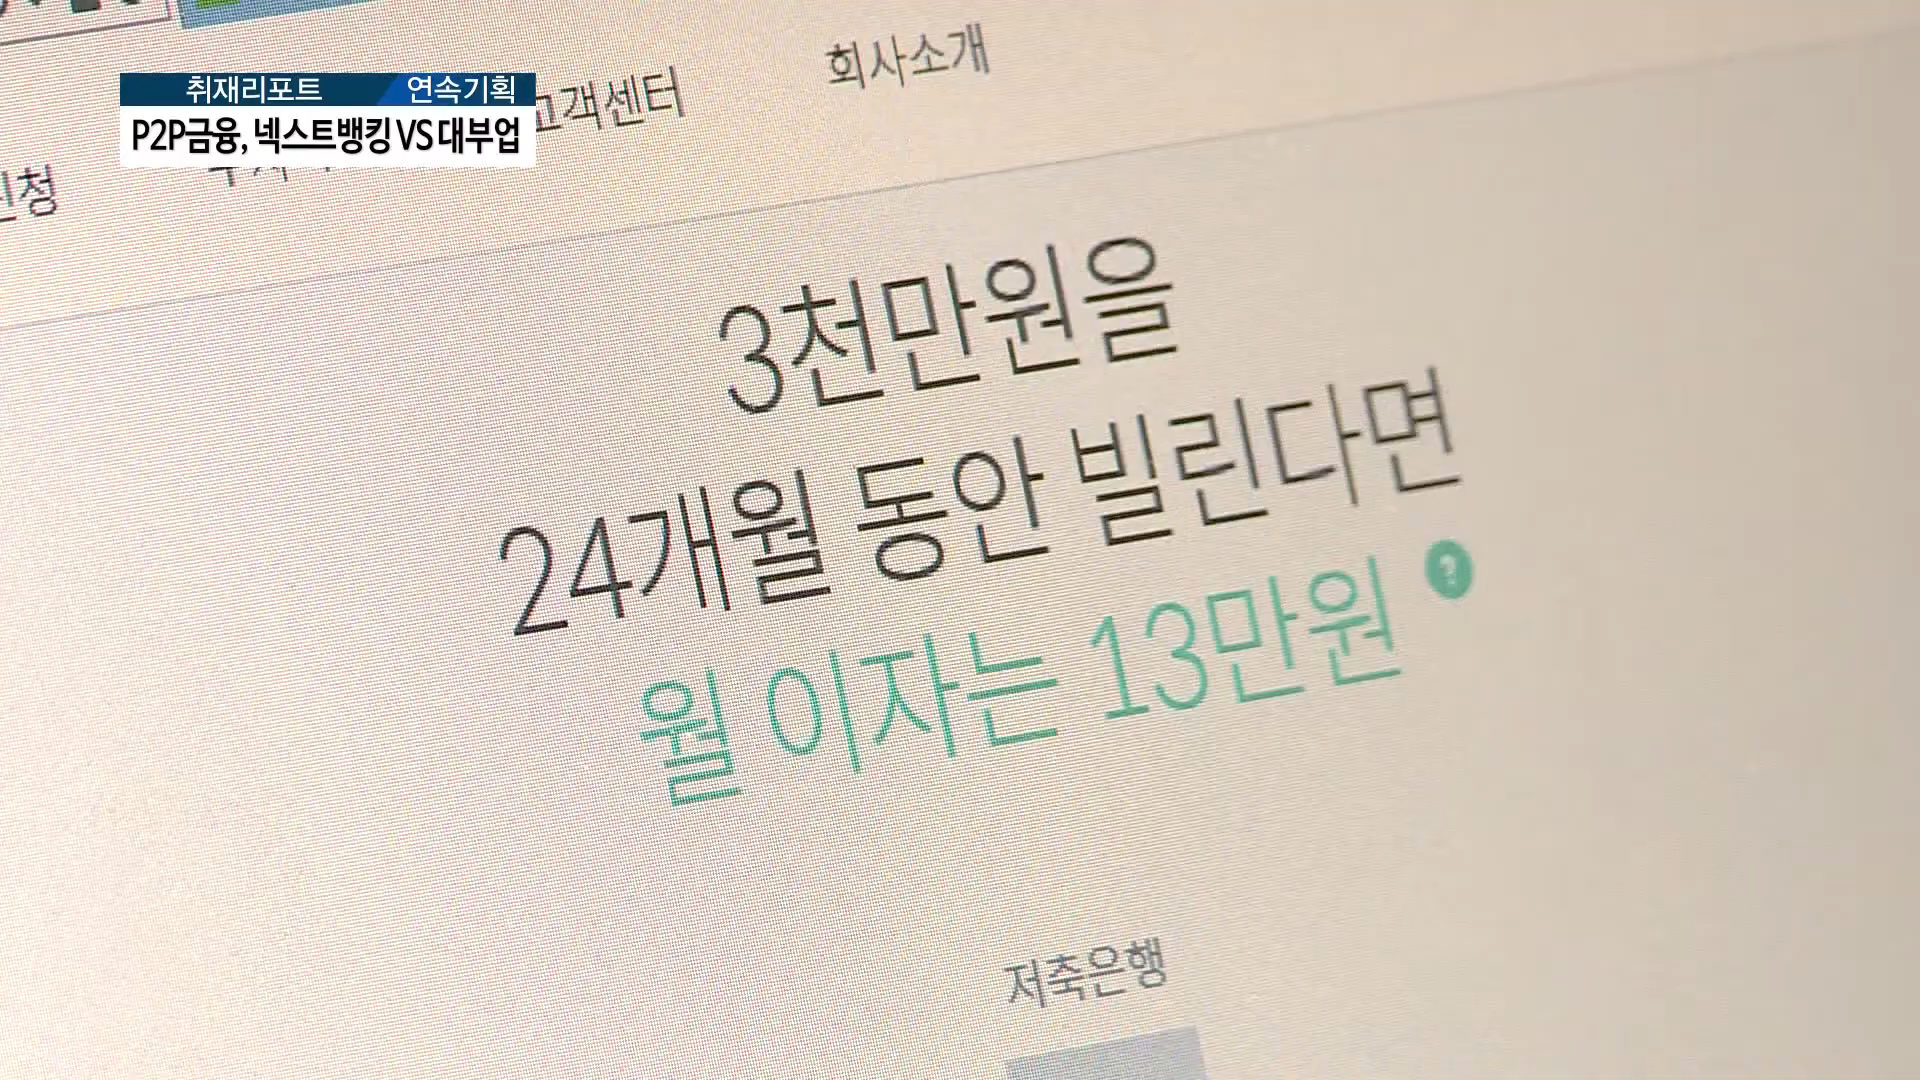 취재리포트 연속기획
P2P금융, 넥스트뱅킹 VS 대부업
고객센터
회사소개
3천만원을
24개월 동안 빌린다면
월 이자는 13만원 ?
저축은행